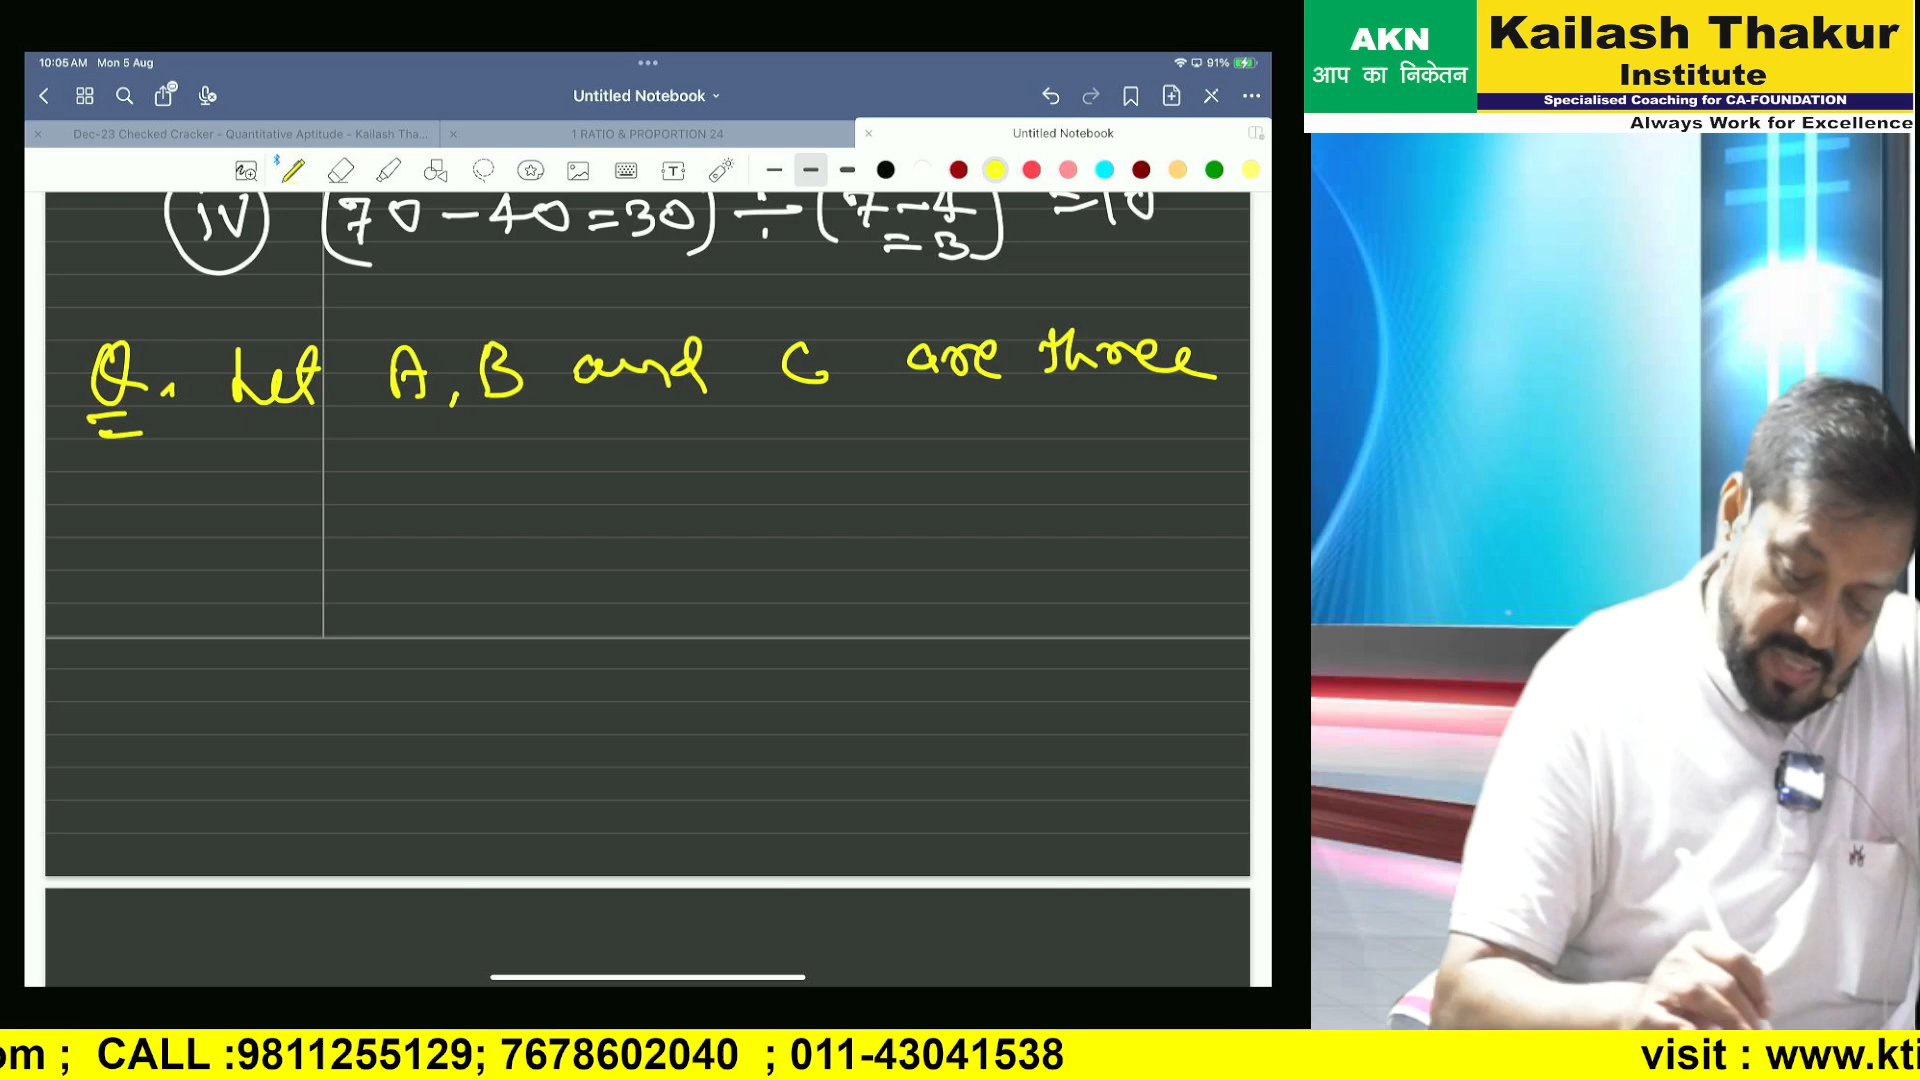 AKN
आप का निकेतन
Kailash Thakur
Institute
Specialised Coaching for CA-FOUNDATION
Always Work for Excellence
10:05 AM Mon 5 Aug
91%
Untitled Notebook
Dec-23 Checked Cracker - Quantitative Aptitude - Kailash Tha...
1 RATIO & PROPORTION 24
Untitled Notebook
(iv) (70 - 40 = 30) ÷ (7 - 4 = 3) = 10
Q. Let A, B and C are three
om ; CALL :9811255129; 7678602040 ; 011-43041538
visit : www.kti